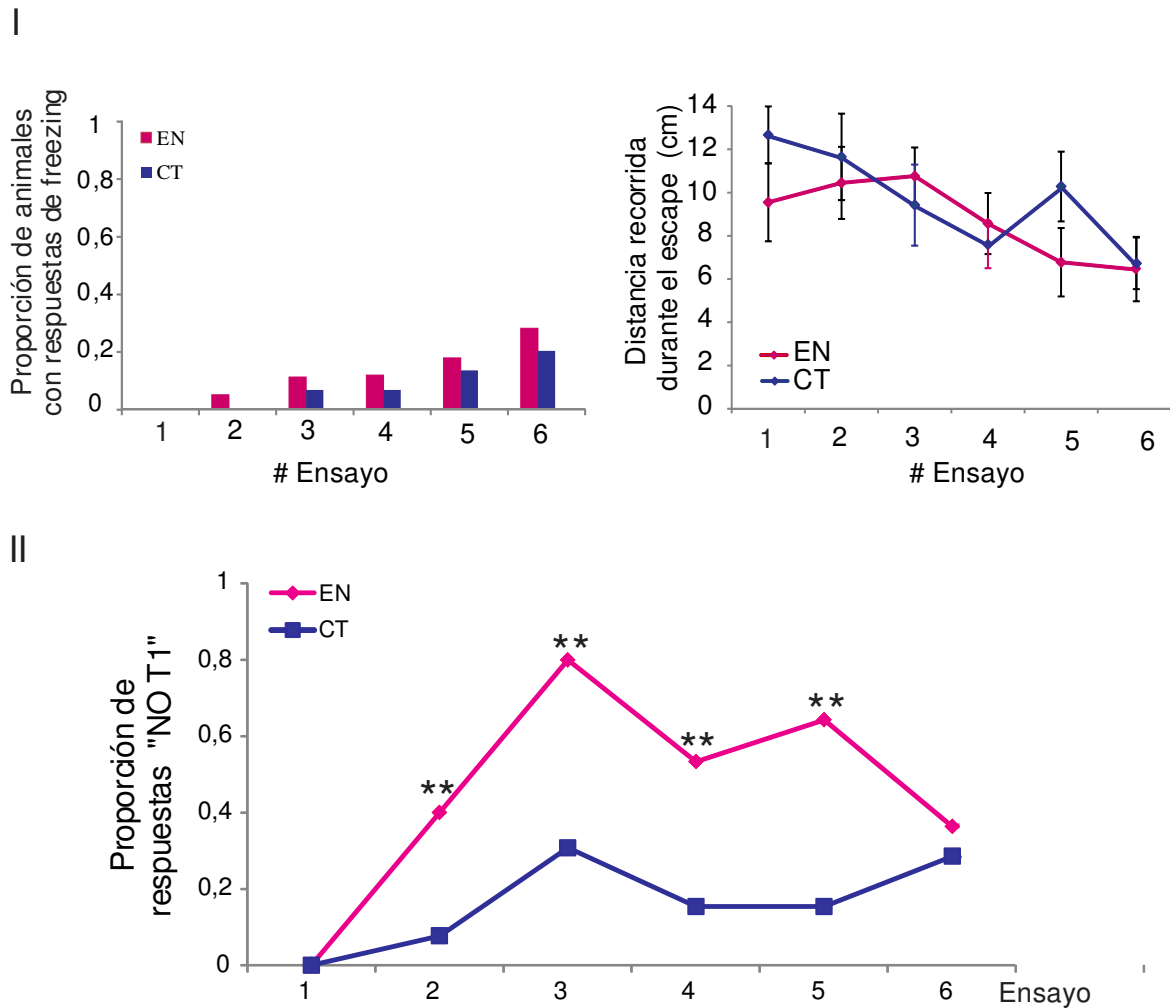 I
Proporción de animales
con respuestas de freezing
1
0,8
0,6
0,4
0,2
0
EN
CT
1 2 3 4 5 6
# Ensayo
Distancia recorrida
durante el escape (cm)
14
12
10
8
6
4
2
0
EN
CT
1 2 3 4 5 6
# Ensayo
II
Proporción de
respuestas "NO T1"
1
0,8
0,6
0,4
0,2
0
EN
CT
**
**
**
**
1 2 3 4 5 6 Ensayo